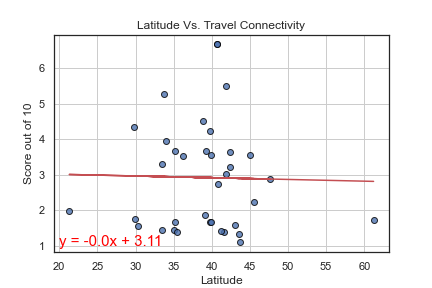 Latitude Vs. Travel Connectivity
Score out of 10
6
5
4
3
2
1
y = -0.0x + 3.11
20 25 30 35 40 45 50 55 60
Latitude